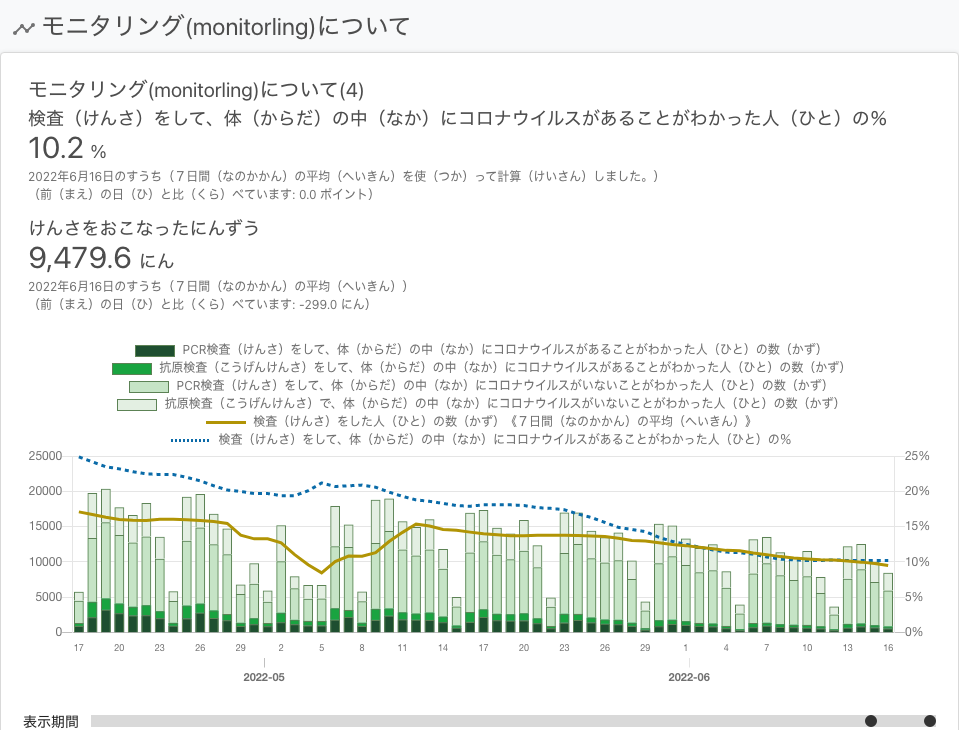 モニタリング(monitorling)について
モニタリング(monitorling)について(4)
検査（けんさ）をして、体（からだ）の中（なか）にコロナウイルスがあることがわかった人（ひと）の%
10.2 %
2022年6月16日のすうち（７日間（なのかかん）の平均（へいきん）を使（つか）って計算（けいさん）しました。）
（前（まえ）の日（ひ）と比（くら）べています: 0.0 ポイント）
けんさをおこなったにんずう
9,479.6 にん
2022年6月16日のすうち（７日間（なのかかん）の平均（へいきん））
（前（まえ）の日（ひ）と比（くら）べています: -299.0 にん）
PCR検査（けんさ）をして、体（からだ）の中（なか）にコロナウイルスがあることがわかった人（ひと）の数（かず）
抗原検査（こうげんけんさ）をして、体（からだ）の中（なか）にコロナウイルスがあることがわかった人（ひと）の数（かず）
PCR検査（けんさ）をして、体（からだ）の中（なか）にコロナウイルスがいないことがわかった人（ひと）の数（かず）
抗原検査（こうげんけんさ）で、体（からだ）の中（なか）にコロナウイルスがいないことがわかった人（ひと）の数（かず）
検査（けんさ）をした人（ひと）の数（かず）《７日間（なのかかん）の平均（へいきん）》
検査（けんさ）をして、体（からだ）の中（なか）にコロナウイルスがあることがわかった人（ひと）の%
25000 25%
20000 20%
15000 15%
10000 10%
5000 5%
0 0%
17 20 23 26 29 2 5 8 11 14 17 20 23 26 29 1 4 7 10 13 16
2022-05 2022-06
表示期間